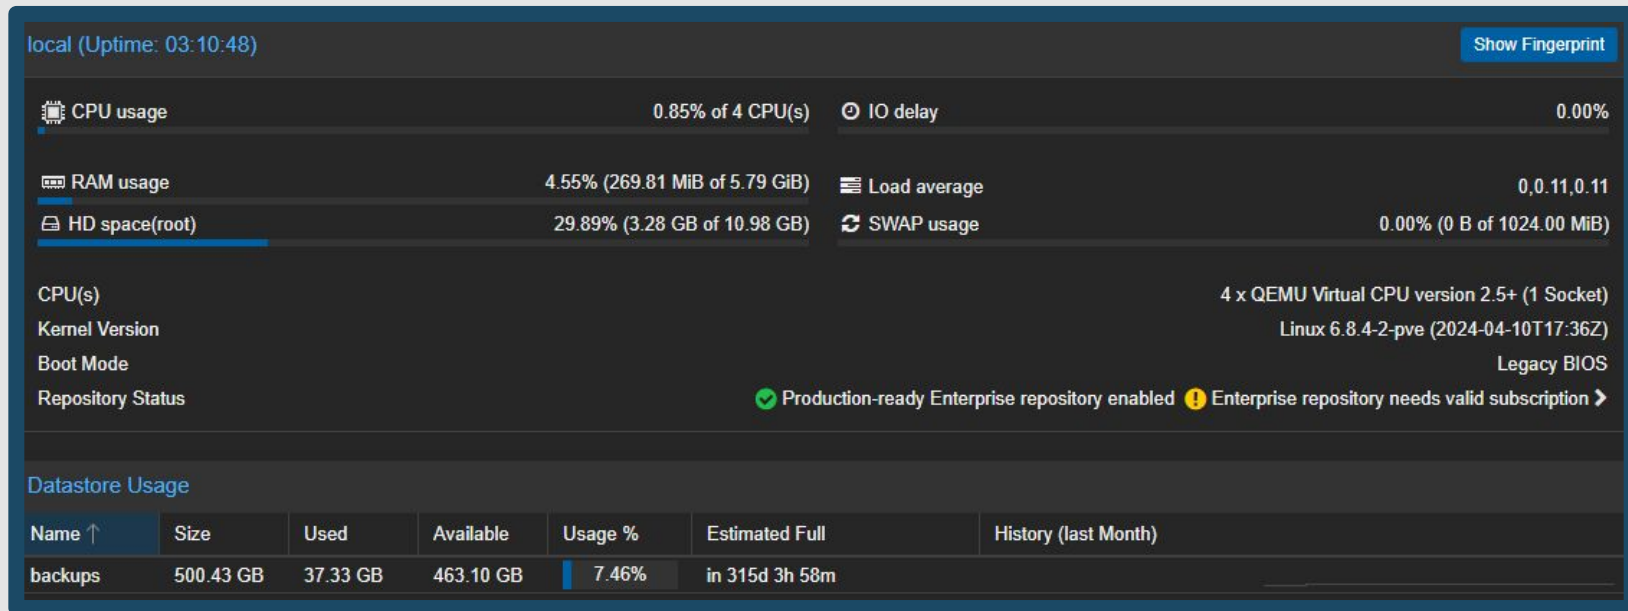 local (Uptime: 03:10:48) Show Fingerprint
CPU usage 0.85% of 4 CPU(s) IO delay 0.00%
RAM usage 4.55% (269.81 MiB of 5.79 GiB) Load average 0,0.11,0.11
HD space(root) 29.89% (3.28 GB of 10.98 GB) SWAP usage 0.00% (0 B of 1024.00 MiB)
CPU(s) 4 x QEMU Virtual CPU version 2.5+ (1 Socket)
Kernel Version Linux 6.8.4-2-pve (2024-04-10T17:36Z)
Boot Mode Legacy BIOS
Repository Status Production-ready Enterprise repository enabled Enterprise repository needs valid subscription
Datastore Usage
Name Size Used Available Usage % Estimated Full History (last Month)
backups 500.43 GB 37.33 GB 463.10 GB 7.46% in 315d 3h 58m